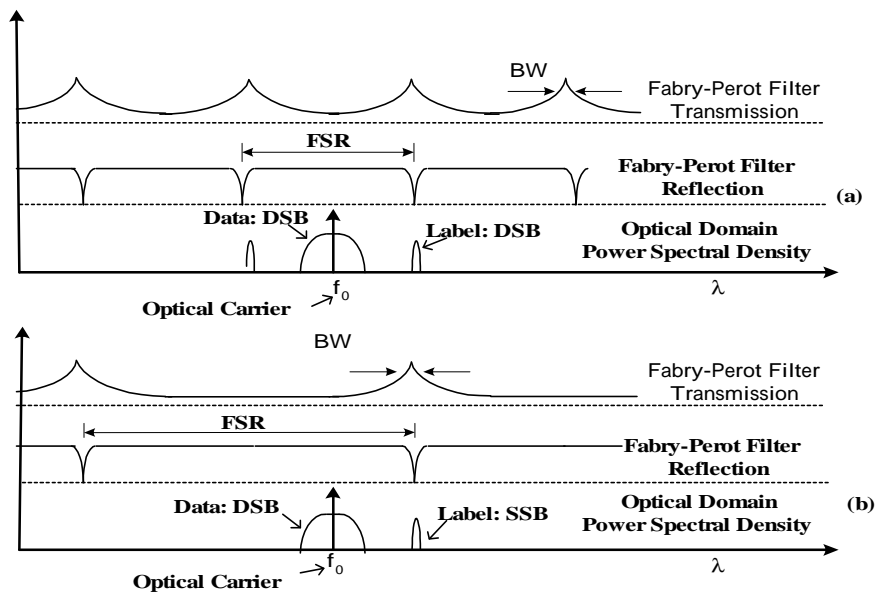 BW
Fabry-Perot Filter
Transmission
FSR
Fabry-Perot Filter
Reflection
(a)
Data: DSB
Label: DSB
Optical Domain
Power Spectral Density
Optical Carrier
f0
λ
BW
Fabry-Perot Filter
Transmission
FSR
Fabry-Perot Filter
Reflection
Data: DSB
Label: SSB
Optical Domain
Power Spectral Density
(b)
Optical Carrier
f0
λ